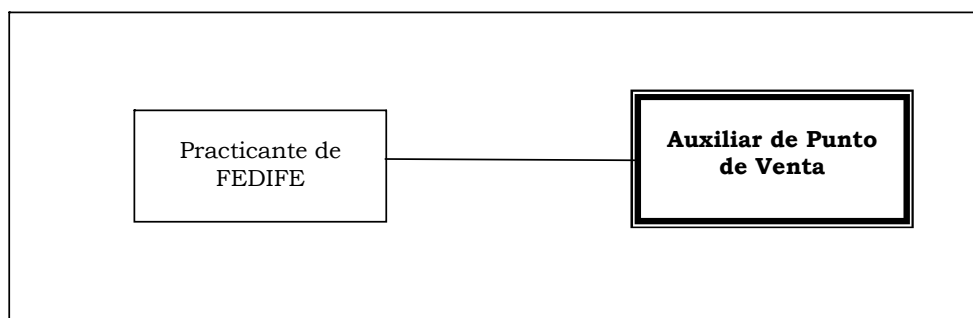 Practicante de
FEDIFE
Auxiliar de Punto
de Venta